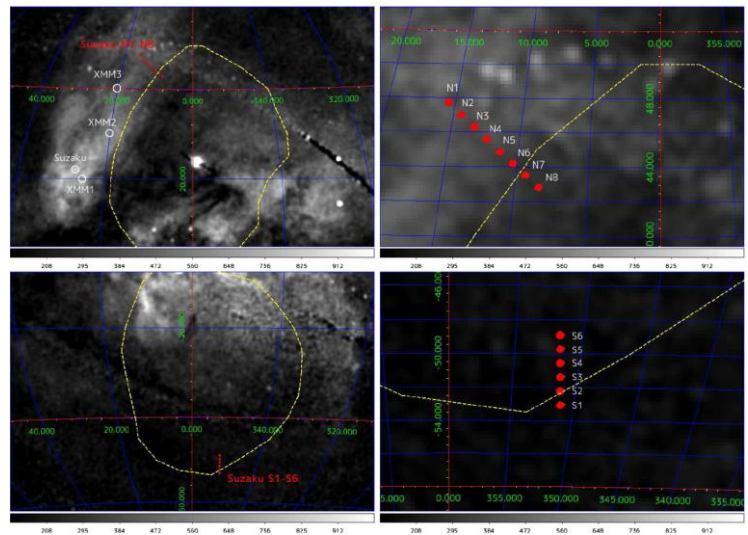 Suzaku N1-N8
XMM3
40.000 20.000 0.000 340.000 320.000
XMM2
Suzaku
XMM1
20.000
208 295 384 472 560 648 736 825 912
20.000 15.000 10.000 5.000 0.000 355.000
N1
N2
N3
N4
N5
N6
N7
N8
48.000
44.000
0.000
208 295 384 472 560 648 736 825 912
40.000 20.000 0.000 340.000 320.000
Suzaku S1-S6
208 295 384 472 560 648 736 825 912
-46.000
-50.000
-54.000
S6
S5
S4
S3
S2
S1
5.000 0.000 355.000 350.000 345.000 340.000 335.000
208 295 384 472 560 648 736 825 912